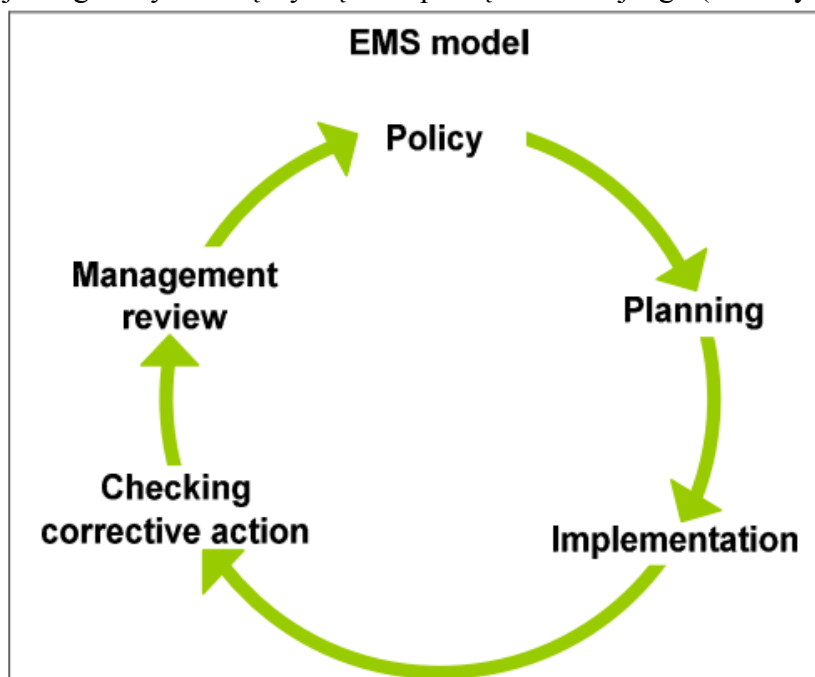 EMS model
Policy
Planning
Implementation
Checking
corrective action
Management
review